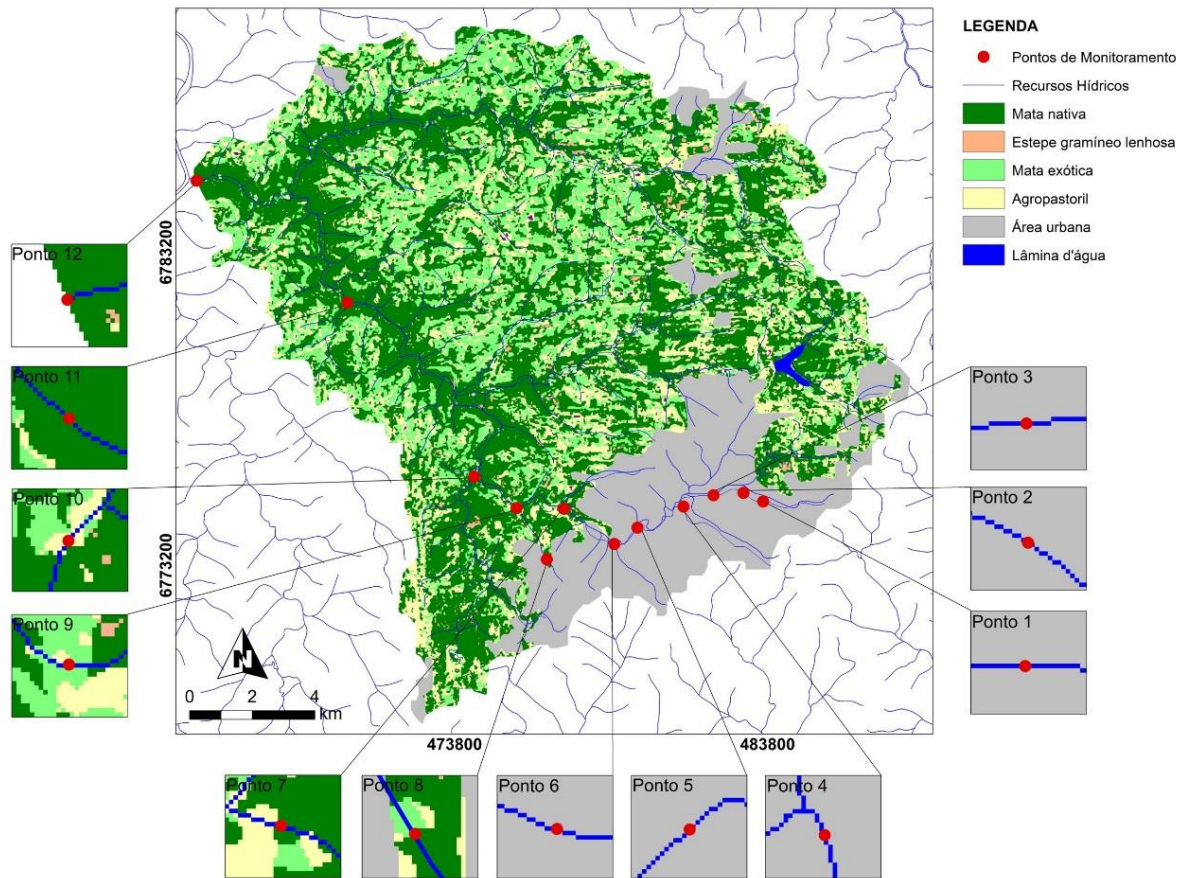 LEGENDA
Pontos de Monitoramento
Recursos Hídricos
Mata nativa
Estepe gramíneo lenhosa
Mata exótica
Agropastoril
Área urbana
Lâmina d'água
6783200
6773200
Ponto 12
Ponto 11
Ponto 10
Ponto 9
Ponto 3
Ponto 2
Ponto 1
N
0 2 4
km
473800 483800
Ponto 7 Ponto 8 Ponto 6 Ponto 5 Ponto 4